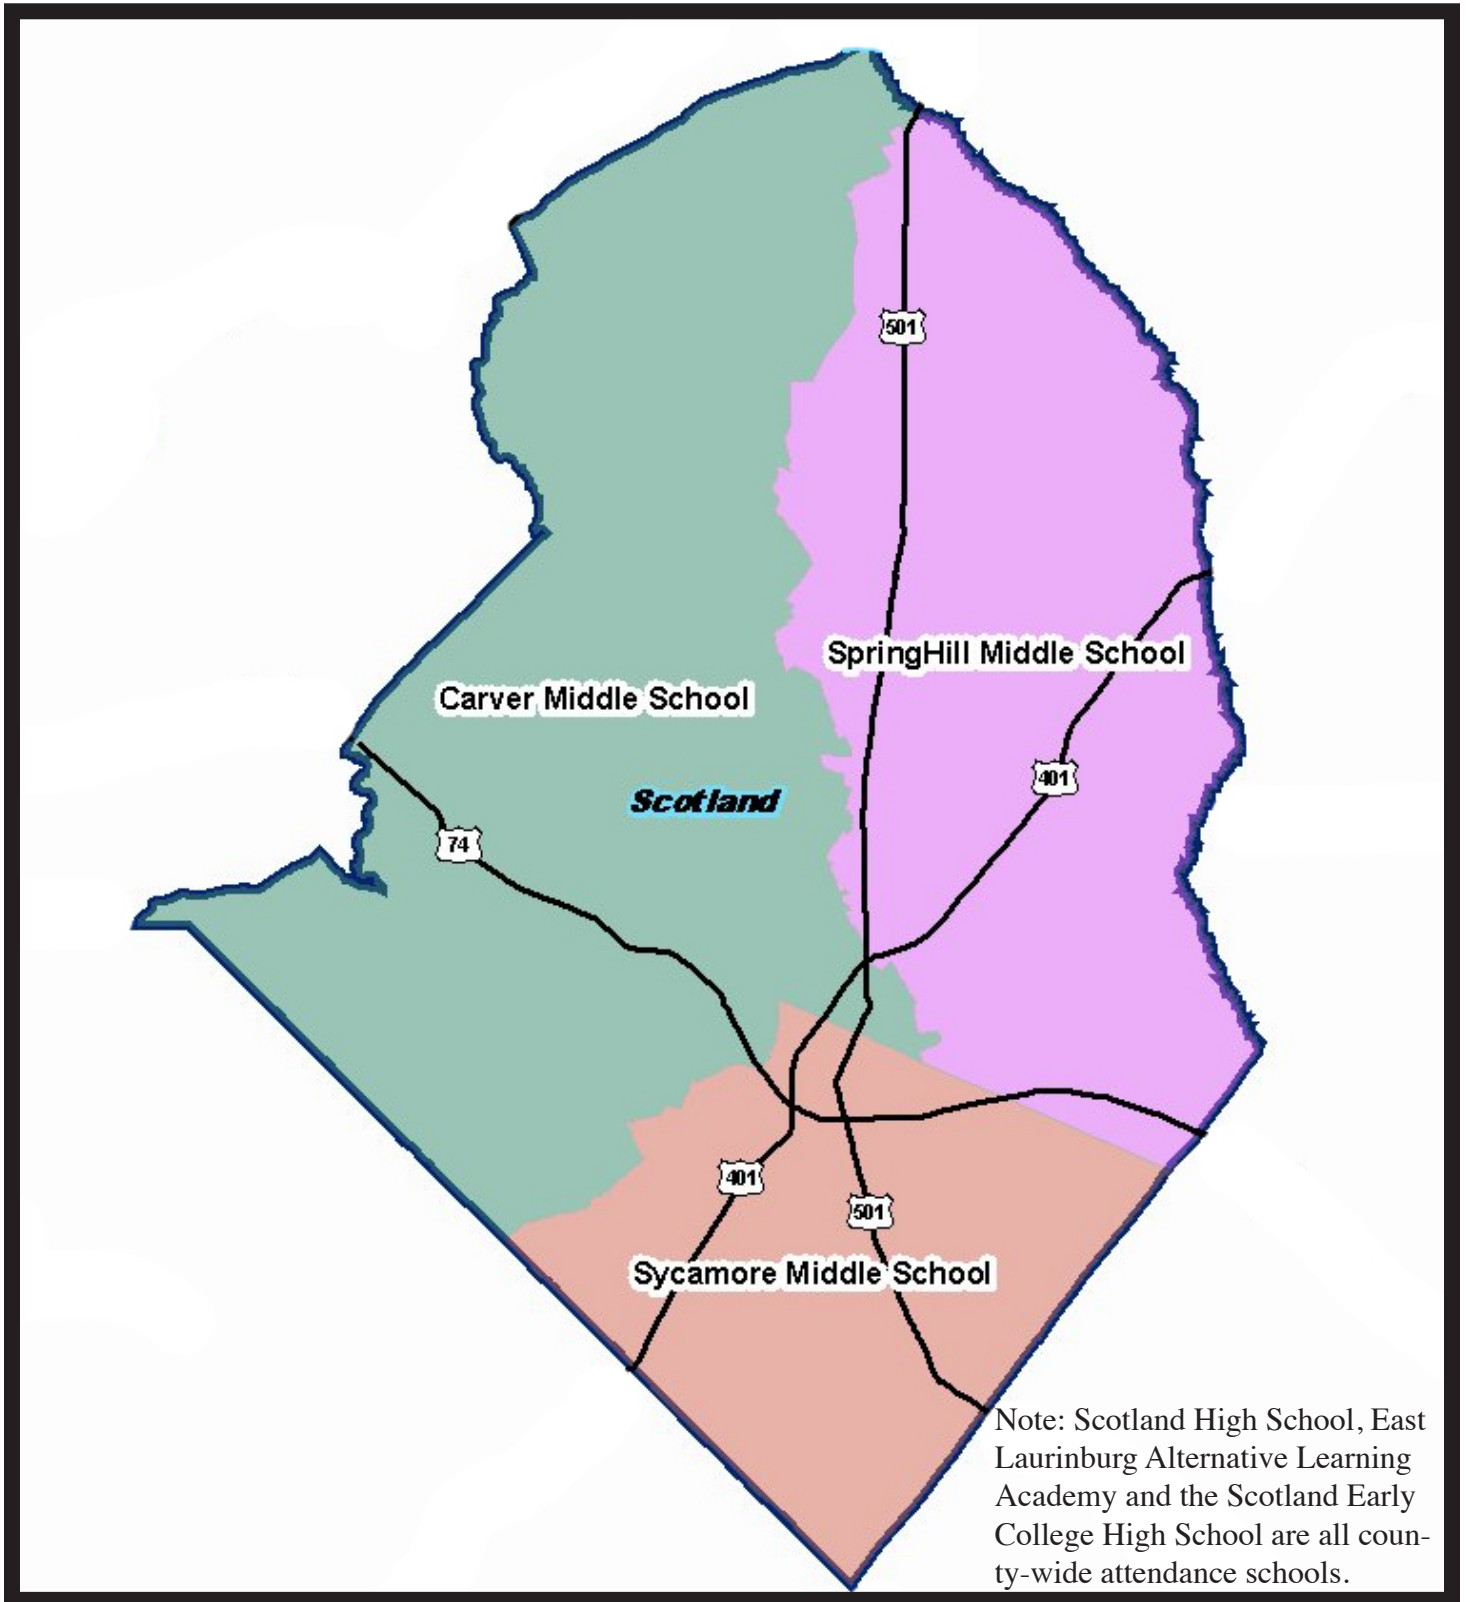 501
SpringHill Middle School
Carver Middle School
401
Scotland
74
401
501
Sycamore Middle School
Note: Scotland High School, East
Laurinburg Alternative Learning
Academy and the Scotland Early
College High School are all coun-
ty-wide attendance schools.